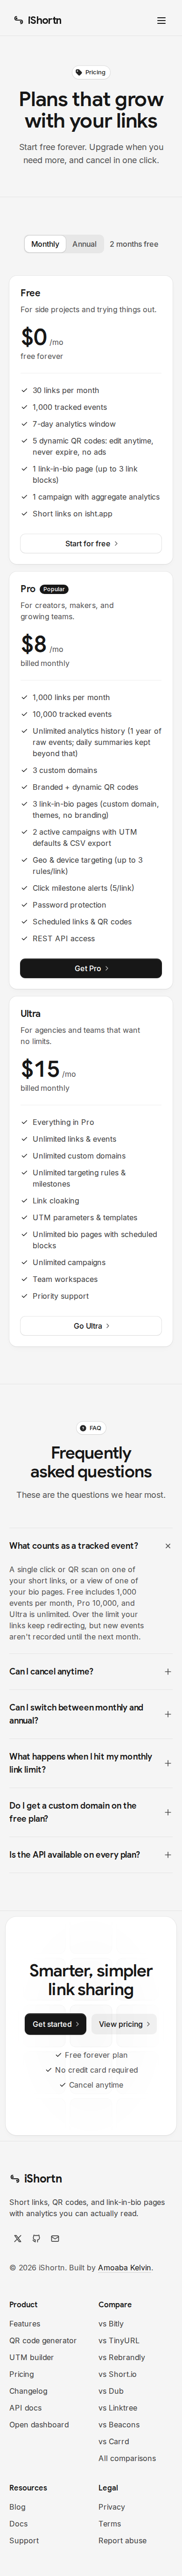 iShortn
Pricing
Plans that grow
with your links
Start free forever. Upgrade when you
need more, and cancel in one click.
Monthly
Annual
2 months free
Free
For side projects and trying things out.
$0 /mo
free forever
30 links per month
1,000 tracked events
7-day analytics window
5 dynamic QR codes: edit anytime,
never expire, no ads
1 link-in-bio page (up to 3 link
blocks)
1 campaign with aggregate analytics
Short links on isht.app
Start for free
Pro Popular
For creators, makers, and
growing teams.
$8 /mo
billed monthly
1,000 links per month
10,000 tracked events
Unlimited analytics history (1 year of
raw events; daily summaries kept
beyond that)
3 custom domains
Branded + dynamic QR codes
3 link-in-bio pages (custom domain,
themes, no branding)
2 active campaigns with UTM
defaults & CSV export
Geo & device targeting (up to 3
rules/link)
Click milestone alerts (5/link)
Password protection
Scheduled links & QR codes
REST API access
Get Pro
Ultra
For agencies and teams that want
no limits.
$15 /mo
billed monthly
Everything in Pro
Unlimited links & events
Unlimited custom domains
Unlimited targeting rules &
milestones
Link cloaking
UTM parameters & templates
Unlimited bio pages with scheduled
blocks
Unlimited campaigns
Team workspaces
Priority support
Go Ultra
FAQ
Frequently
asked questions
These are the questions we hear most.
What counts as a tracked event?
A single click or QR scan on one of
your short links, or a view of one of
your bio pages. Free includes 1,000
events per month, Pro 10,000, and
Ultra is unlimited. Over the limit your
links keep redirecting, but new events
aren't recorded until the next month.
Can I cancel anytime?
Can I switch between monthly and
annual?
What happens when I hit my monthly
link limit?
Do I get a custom domain on the
free plan?
Is the API available on every plan?
Smarter, simpler
link sharing
Get started
View pricing
Free forever plan
No credit card required
Cancel anytime
iShortn
Short links, QR codes, and link-in-bio pages
with analytics you can actually read.
© 2026 iShortn. Built by Amoaba Kelvin.
Product
Features
QR code generator
UTM builder
Pricing
Changelog
API docs
Open dashboard
Compare
vs Bitly
vs TinyURL
vs Rebrandly
vs Short.io
vs Dub
vs Linktree
vs Beacons
vs Carrd
All comparisons
Resources
Blog
Docs
Support
Legal
Privacy
Terms
Report abuse